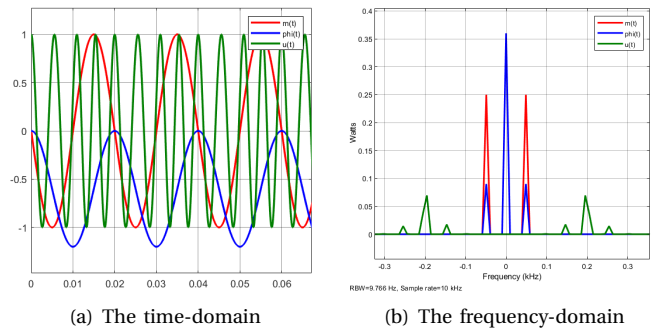 m(t)
phi(t)
u(t)
1
0.5
0
-0.5
-1
0
0.01
0.02
0.03
0.04
0.05
0.06
(a) The time-domain
0.4
0.35
0.3
0.25
0.2
0.15
0.1
0.05
0
Watts
m(t)
phi(t)
u(t)
-0.3
-0.2
-0.1
0
0.1
0.2
0.3
Frequency (kHz)
RBW=9.766 Hz, Sample rate=10 kHz
(b) The frequency-domain